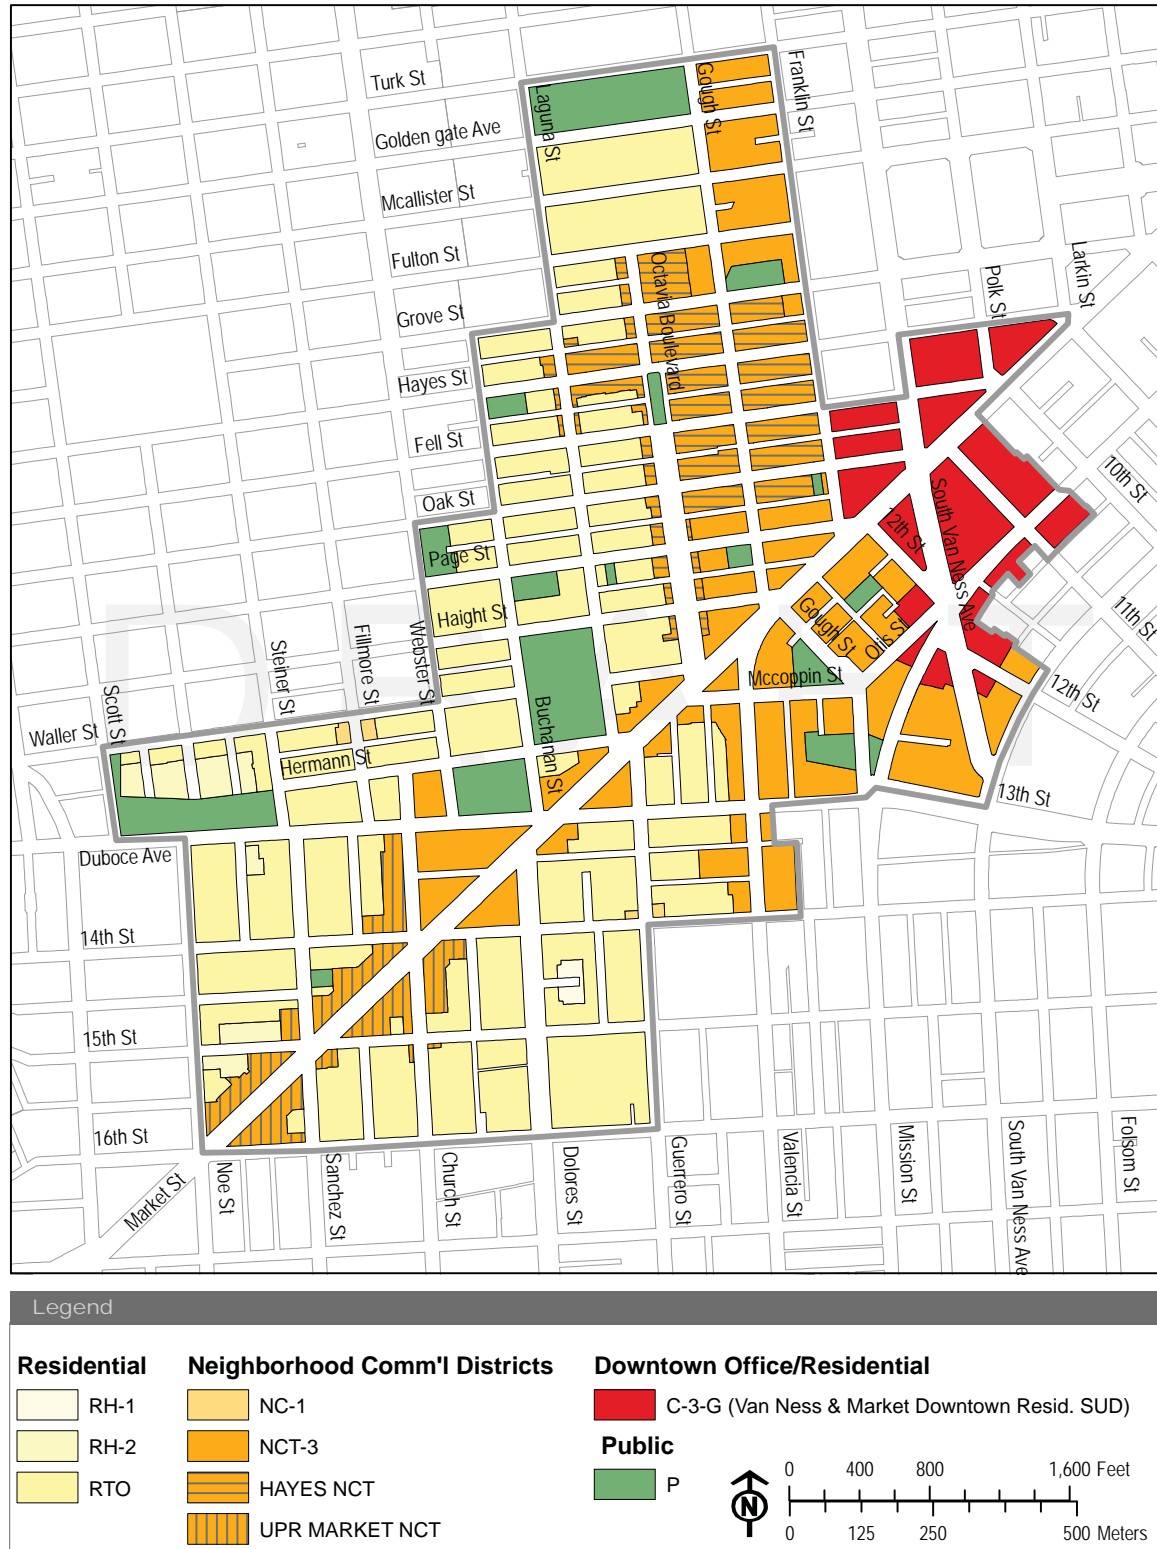 Turk St
Golden gate Ave
Mcallister St
Fulton St
Grove St
Hayes St
Fell St
Oak St
Page St
Haight St
Laguna St
Gough St
Franklin St
Octavia Boulevard
Larkin St
Polk St
10th St
11th St
12th St
South Van Ness Ave
12th St
Gough St
Otis St
Mccoppin St
13th St
Webster St
Fillmore St
Steiner St
Scott St
Waller St
Hermann St
Buchanan St
Duboce Ave
14th St
15th St
16th St
Market St
Noe St
Sanchez St
Church St
Dolores St
Guerrero St
Valencia St
Mission St
South Van Ness Ave
Folsom St
DRAFT
Legend
Residential
RH-1
RH-2
RTO
Neighborhood Comm'l Districts
NC-1
NCT-3
HAYES NCT
UPR MARKET NCT
Downtown Office/Residential
C-3-G (Van Ness & Market Downtown Resid. SUD)
Public
P
N
0 400 800 1,600 Feet
0 125 250 500 Meters